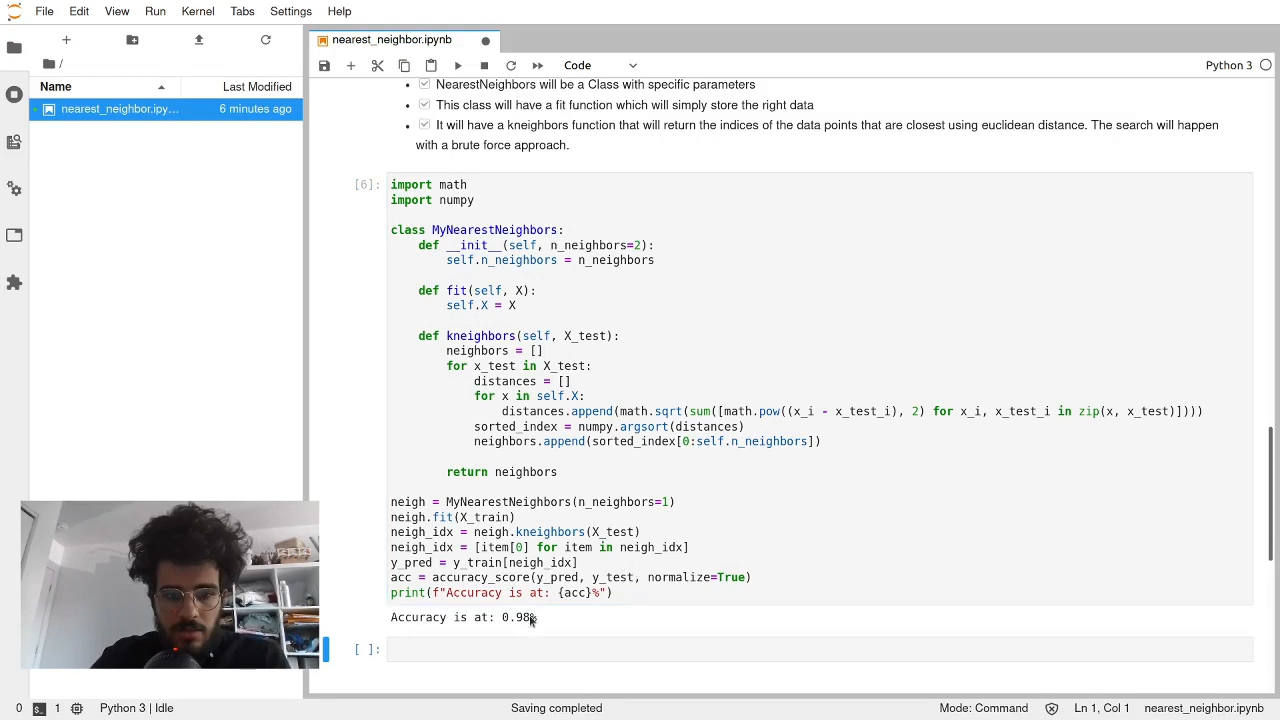 File Edit View Run Kernel Tabs Settings Help
nearest_neighbor.ipynb
Code
Python 3
/
Name Last Modified
nearest_neighbor.ipy... 6 minutes ago
NearestNeighbors will be a Class with specific parameters
This class will have a fit function which will simply store the right data
It will have a kneighbors function that will return the indices of the data points that are closest using euclidean distance. The search will happen
with a brute force approach.
[6]:
import math
import numpy
class MyNearestNeighbors:
def __init__(self, n_neighbors=2):
self.n_neighbors = n_neighbors
def fit(self, X):
self.X = X
def kneighbors(self, X_test):
neighbors = []
for x_test in X_test:
distances = []
for x in self.X:
distances.append(math.sqrt(sum([math.pow((x_i - x_test_i), 2) for x_i, x_test_i in zip(x, x_test)])))
sorted_index = numpy.argsort(distances)
neighbors.append(sorted_index[0:self.n_neighbors])
return neighbors
neigh = MyNearestNeighbors(n_neighbors=1)
neigh.fit(X_train)
neigh_idx = neigh.kneighbors(X_test)
neigh_idx = [item[0] for item in neigh_idx]
y_pred = y_train[neigh_idx]
acc = accuracy_score(y_pred, y_test, normalize=True)
print(f"Accuracy is at: {acc}%")
Accuracy is at: 0.98%
[ ]:
0 1 Python 3 | Idle Saving completed Mode: Command Ln 1, Col 1 nearest_neighbor.ipynb